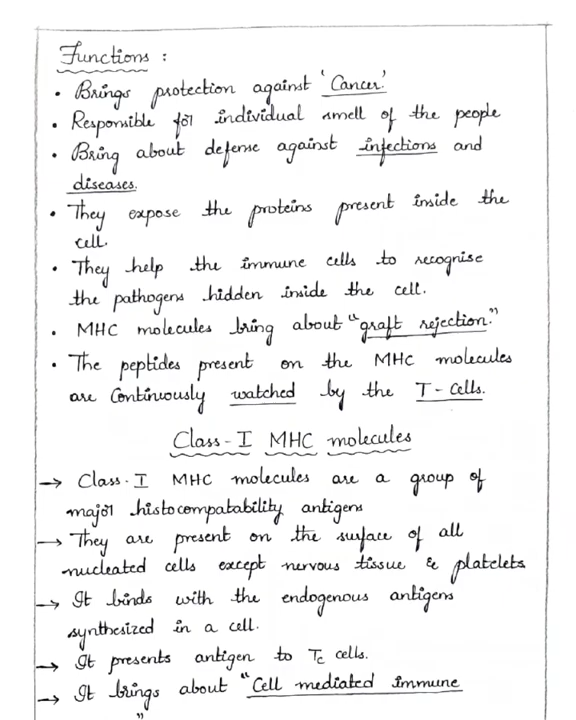 Functions :
• Brings protection against 'Cancer'.
• Responsible for individual smell of the people
• Bring about defense against infections and
diseases.
• They expose the proteins present inside the
cell.
• They help the immune cells to recognise
the pathogens hidden inside the cell.
• MHC molecules bring about "graft rejection."
• The peptides present on the MHC molecules
are Continuously watched by the T-Cells.
Class-I MHC molecules
→ Class-I MHC molecules are a group of
major histocompatability antigens
→ They are present on the surface of all
nucleated cells except nervous tissue & platelets
→ It binds with the endogenous antigens
synthesized in a cell.
→ It presents antigen to Tc cells.
→ It brings about "Cell mediated immune
"